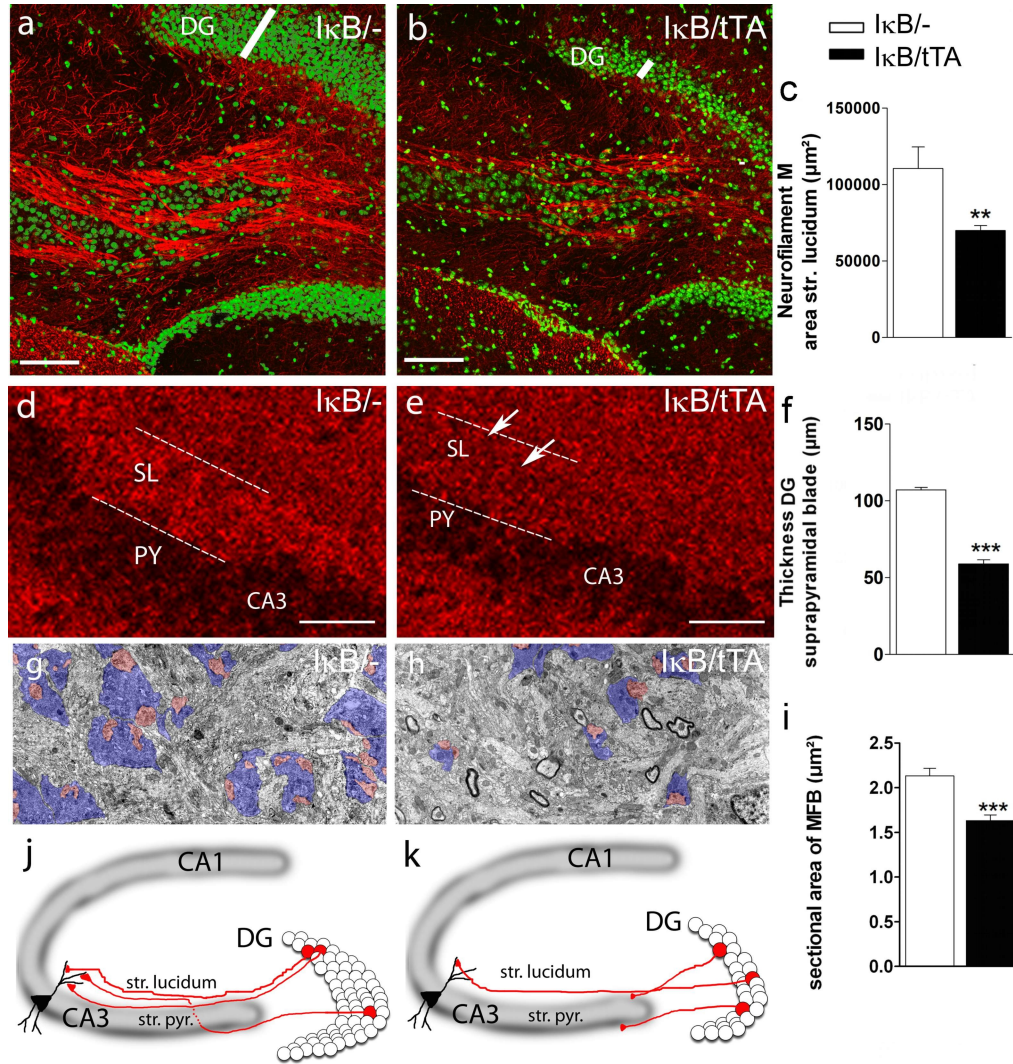 a
DG
IκB/-
b
IκB/tTA
DG
IκB/-
IκB/tTA
c
Neurofilament M
area str. lucidum (µm²)
150000
100000
50000
0
**
d
IκB/-
SL
PY
CA3
e
IκB/tTA
SL
PY
CA3
f
Thickness DG
suprapyramidal blade (µm)
150
100
50
0
***
g
IκB/-
h
IκB/tTA
i
sectional area of MFB (µm²)
2.5
2.0
1.5
1.0
0.5
0.0
***
j
CA1
DG
str. lucidum
CA3
str. pyr.
k
CA1
DG
str. lucidum
CA3
str. pyr.